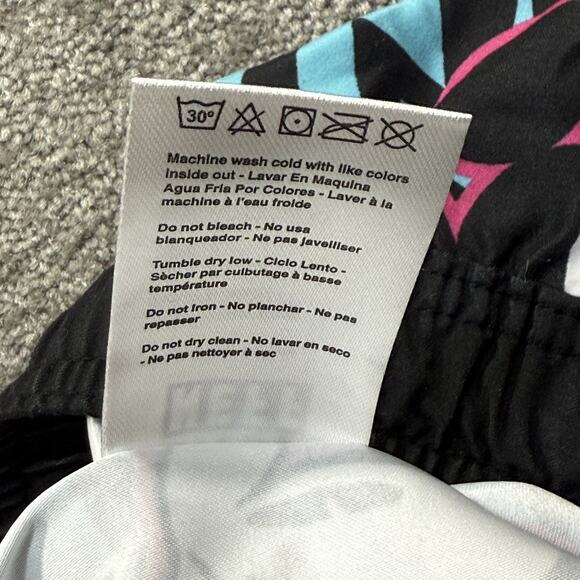 30°
Machine wash cold with like colors
Inside out - Lavar En Maquina
Agua Fria Por Colores - Laver à la
machine à l'eau froide
Do not bleach - No usa
blanqueador - Ne pas javelliser
Tumble dry low - Ciclo Lento -
Sècher par culbutage à basse
température
Do not Iron - No planchar - Ne pas
repasser
Do not dry clean - No lavar en seco
- Ne pas nettoyer à sec